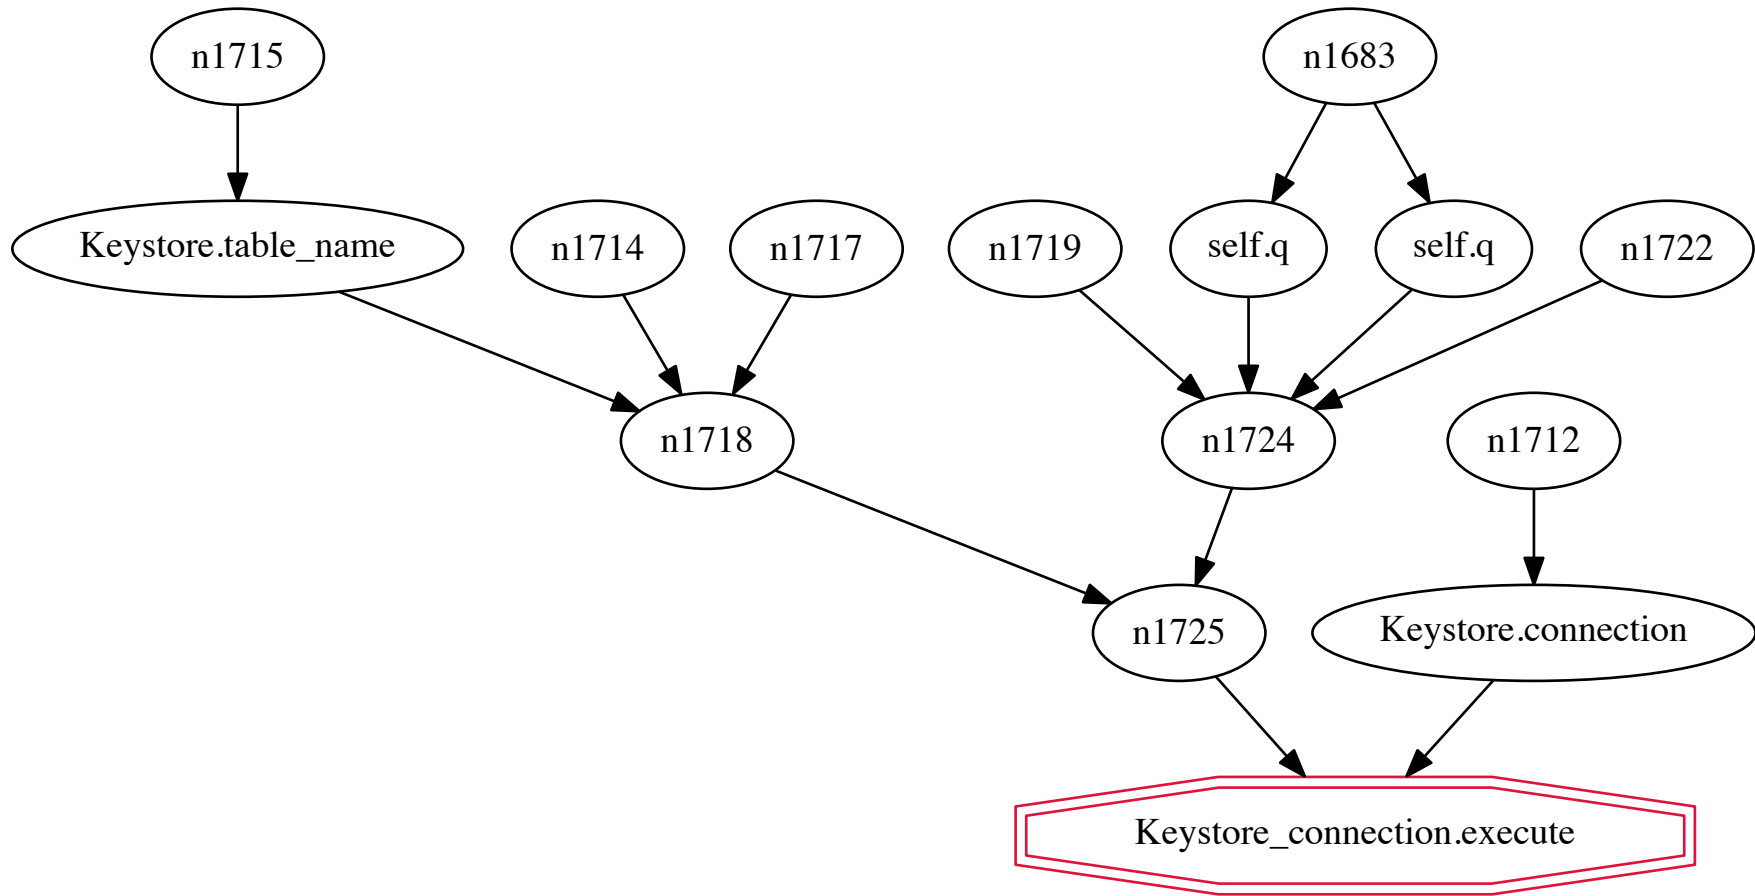 n1715
n1683
Keystore.table_name
n1714
n1717
n1719
self.q
self.q
n1722
n1718
n1724
n1712
n1725
Keystore.connection
Keystore_connection.execute